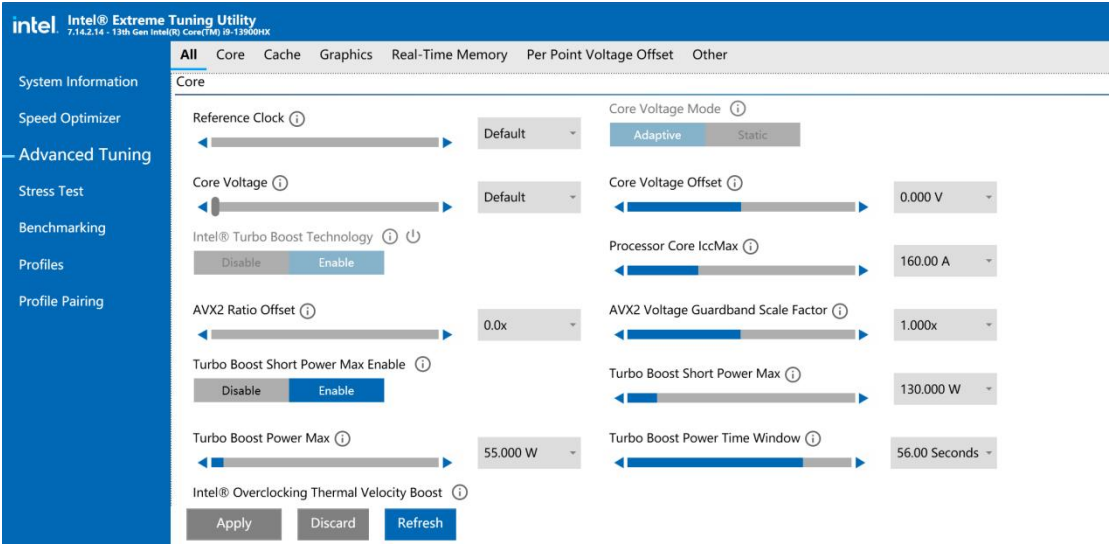 intel. Intel® Extreme Tuning Utility
7.14.2.14 - 13th Gen Intel(R) Core(TM) i9-13900HX
All Core Cache Graphics Real-Time Memory Per Point Voltage Offset Other
System Information
Speed Optimizer
Advanced Tuning
Stress Test
Benchmarking
Profiles
Profile Pairing
Core
Reference Clock
Default
Core Voltage Mode
Adaptive Static
Core Voltage
Default
Core Voltage Offset
0.000 V
Intel® Turbo Boost Technology
Disable Enable
Processor Core IccMax
160.00 A
AVX2 Ratio Offset
0.0x
AVX2 Voltage Guardband Scale Factor
1.000x
Turbo Boost Short Power Max Enable
Disable Enable
Turbo Boost Short Power Max
130.000 W
Turbo Boost Power Max
55.000 W
Turbo Boost Power Time Window
56.00 Seconds
Intel® Overclocking Thermal Velocity Boost
Apply Discard Refresh